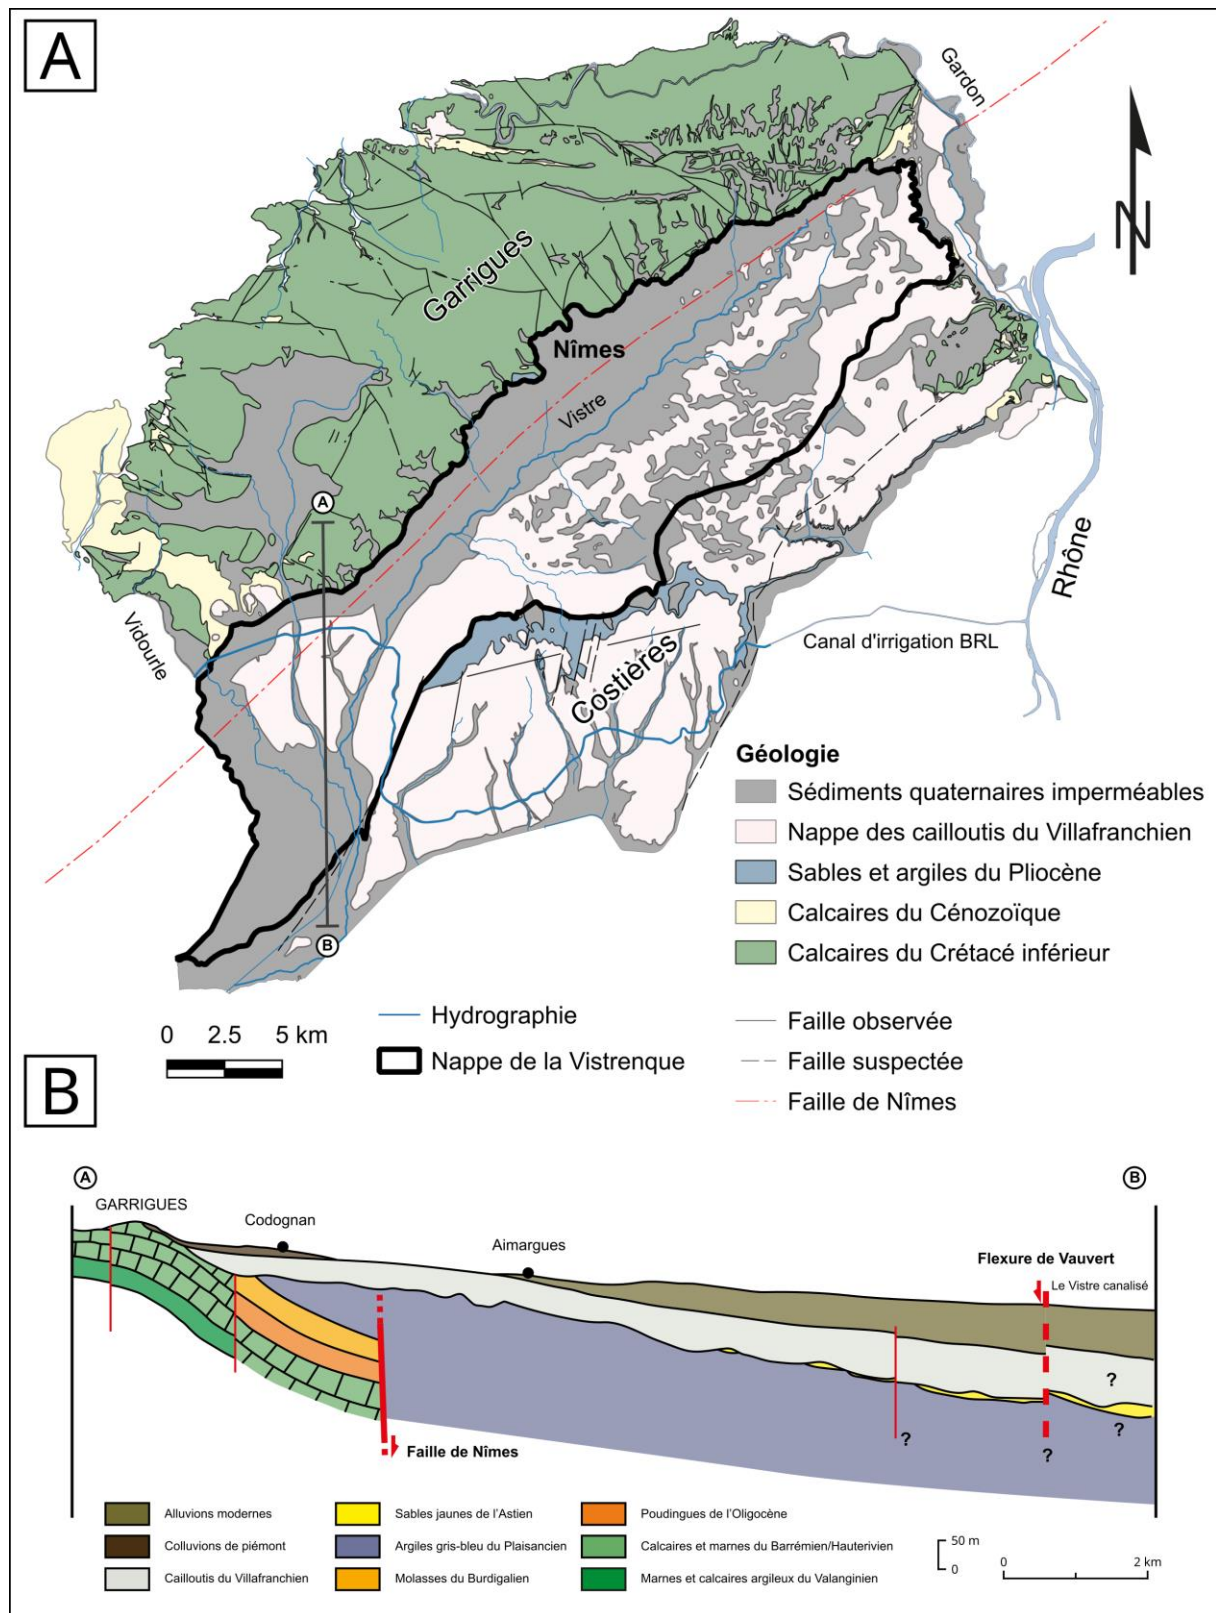 A
Gardon
N
Garrigues
Nîmes
Vistre
A
Vidourle
Rhône
Canal d'irrigation BRL
Costières
B
Géologie
Sédiments quaternaires imperméables
Nappe des cailloutis du Villafranchien
Sables et argiles du Pliocène
Calcaires du Cénozoïque
Calcaires du Crétacé inférieur
0 2.5 5 km
Hydrographie
Nappe de la Vistrenque
Faille observée
Faille suspectée
Faille de Nîmes
B
A
B
GARRIGUES
Codognan
Aimargues
Flexure de Vauvert
Le Vistre canalisé
?
?
?
?
Faille de Nîmes
Alluvions modernes
Colluvions de piémont
Cailloutis du Villafranchien
Sables jaunes de l'Astien
Argiles gris-bleu du Plaisancien
Molasses du Burdigalien
Poudingues de l'Oligocène
Calcaires et marnes du Barrémien/Hauterivien
Marnes et calcaires argileux du Valanginien
50 m
0
0 2 km